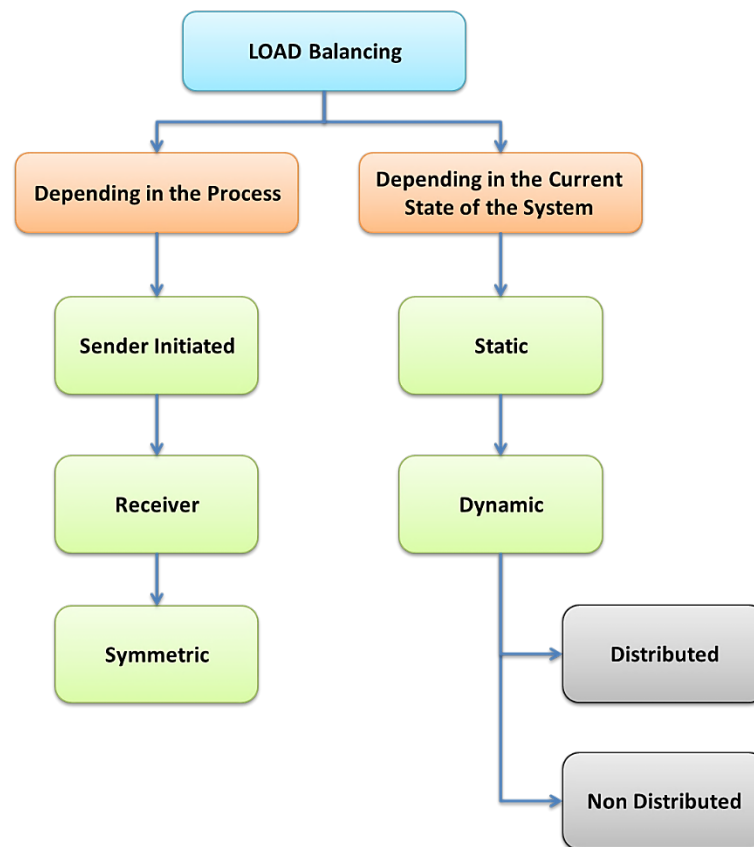 LOAD Balancing
Depending in the Process
Depending in the Current
State of the System
Sender Initiated
Static
Receiver
Dynamic
Symmetric
Distributed
Non Distributed